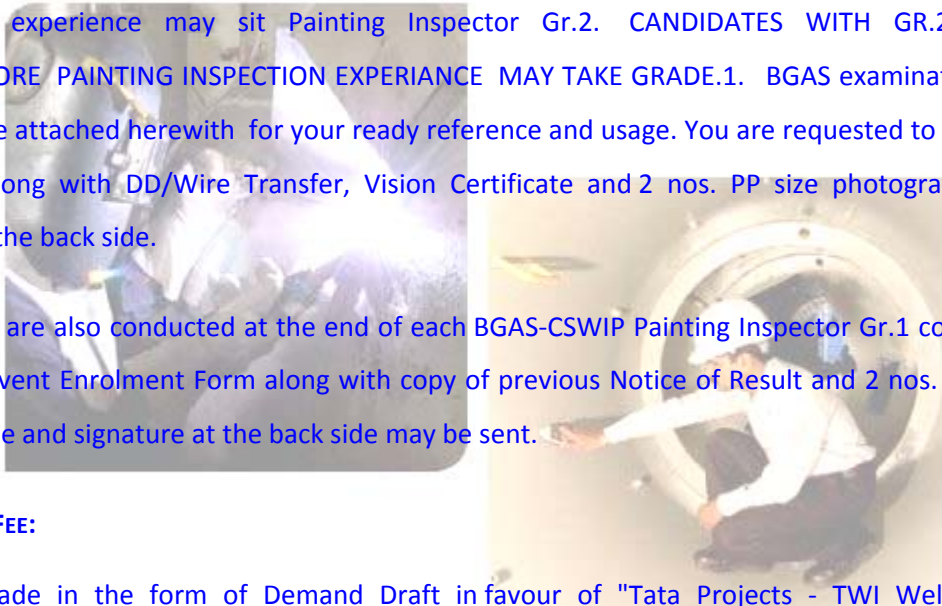 experience may sit Painting Inspector Gr.2. CANDIDATES WITH GR.2
ORE PAINTING INSPECTION EXPERIANCE MAY TAKE GRADE.1. BGAS examinat
e attached herewith for your ready reference and usage. You are requested to
ong with DD/Wire Transfer, Vision Certificate and 2 nos. PP size photogra
the back side.
are also conducted at the end of each BGAS-CSWIP Painting Inspector Gr.1 co
vent Enrolment Form along with copy of previous Notice of Result and 2 nos.
e and signature at the back side may be sent.
FEE:
ade in the form of Demand Draft in favour of "Tata Projects - TWI Wel